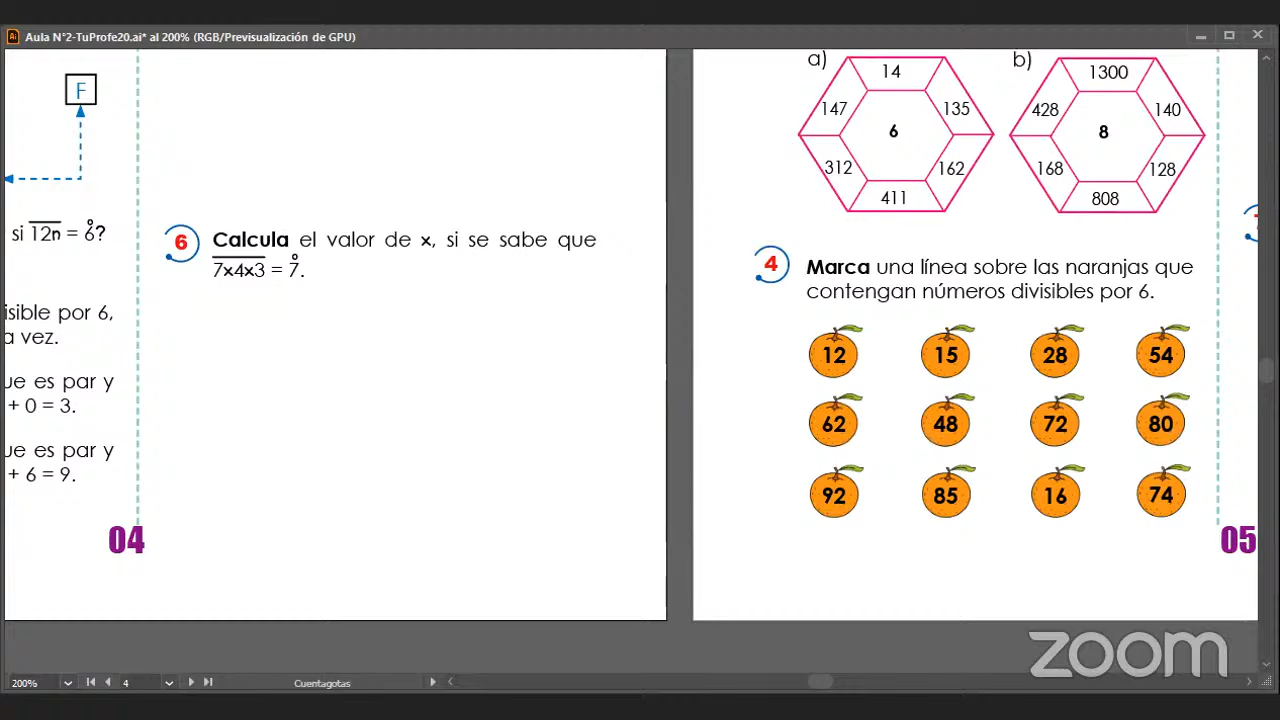 Aula N°2-TuProfe20.ai* al 200% (RGB/Previsualización de GPU)
F
si 12n = 6̊?
isible por 6,
a vez.
ue es par y
+ 0 = 3.
ue es par y
+ 6 = 9.
04
6
Calcula el valor de x, si se sabe que
7x4x3 = 7̊.
a)
14
147
135
6
312
162
411
b)
1300
428
140
8
168
128
808
4
Marca una línea sobre las naranjas que
contengan números divisibles por 6.
12 15 28 54
62 48 72 80
92 85 16 74
05
zoom
200%
4
Cuentagotas